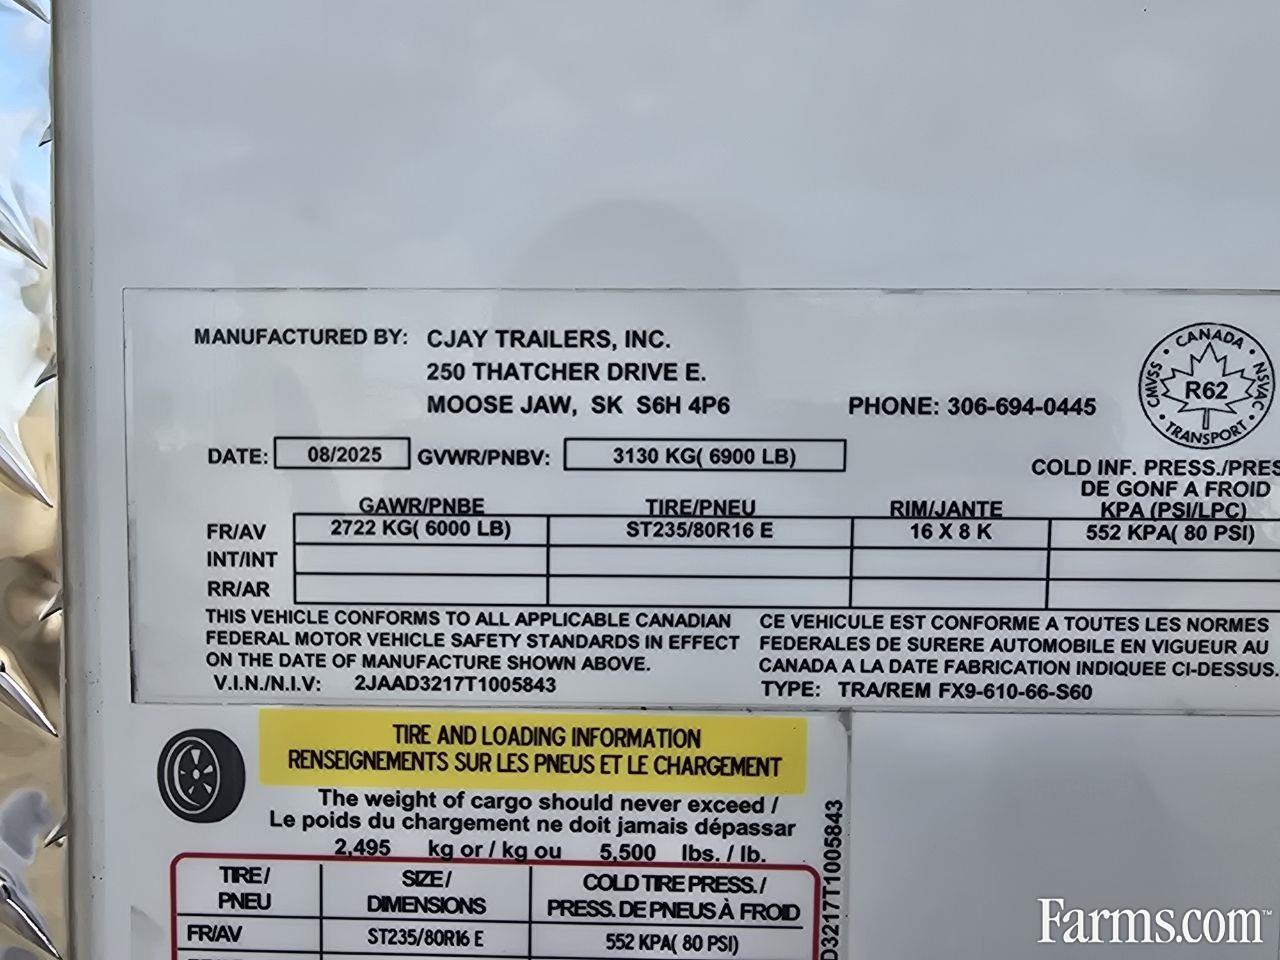 MANUFACTURED BY: CJAY TRAILERS, INC.
250 THATCHER DRIVE E.
MOOSE JAW, SK S6H 4P6
PHONE: 306-694-0445
CANADA
CMVSS • NSVAC
R62
• TRANSPORT •
DATE: 08/2025 GVWR/PNBV: 3130 KG( 6900 LB)
COLD INF. PRESS./PRES
DE GONF A FROID
GAWR/PNBE TIRE/PNEU RIM/JANTE KPA (PSI/LPC)
FR/AV 2722 KG( 6000 LB) ST235/80R16 E 16 X 8 K 552 KPA( 80 PSI)
INT/INT
RR/AR
THIS VEHICLE CONFORMS TO ALL APPLICABLE CANADIAN
FEDERAL MOTOR VEHICLE SAFETY STANDARDS IN EFFECT
ON THE DATE OF MANUFACTURE SHOWN ABOVE.
CE VEHICULE EST CONFORME A TOUTES LES NORMES
FEDERALES DE SURERE AUTOMOBILE EN VIGUEUR AU
CANADA A LA DATE FABRICATION INDIQUEE CI-DESSUS.
V.I.N./N.I.V: 2JAAD3217T1005843
TYPE: TRA/REM FX9-610-66-S60
TIRE AND LOADING INFORMATION
RENSEIGNEMENTS SUR LES PNEUS ET LE CHARGEMENT
The weight of cargo should never exceed /
Le poids du chargement ne doit jamais dépassar
2,495 kg or / kg ou 5,500 lbs. / lb.
TIRE / PNEU
SIZE / DIMENSIONS
COLD TIRE PRESS. /
PRESS. DE PNEUS À FROID
FR/AV ST235/80R16 E 552 KPA( 80 PSI)
D3217T1005843
Farms.com™